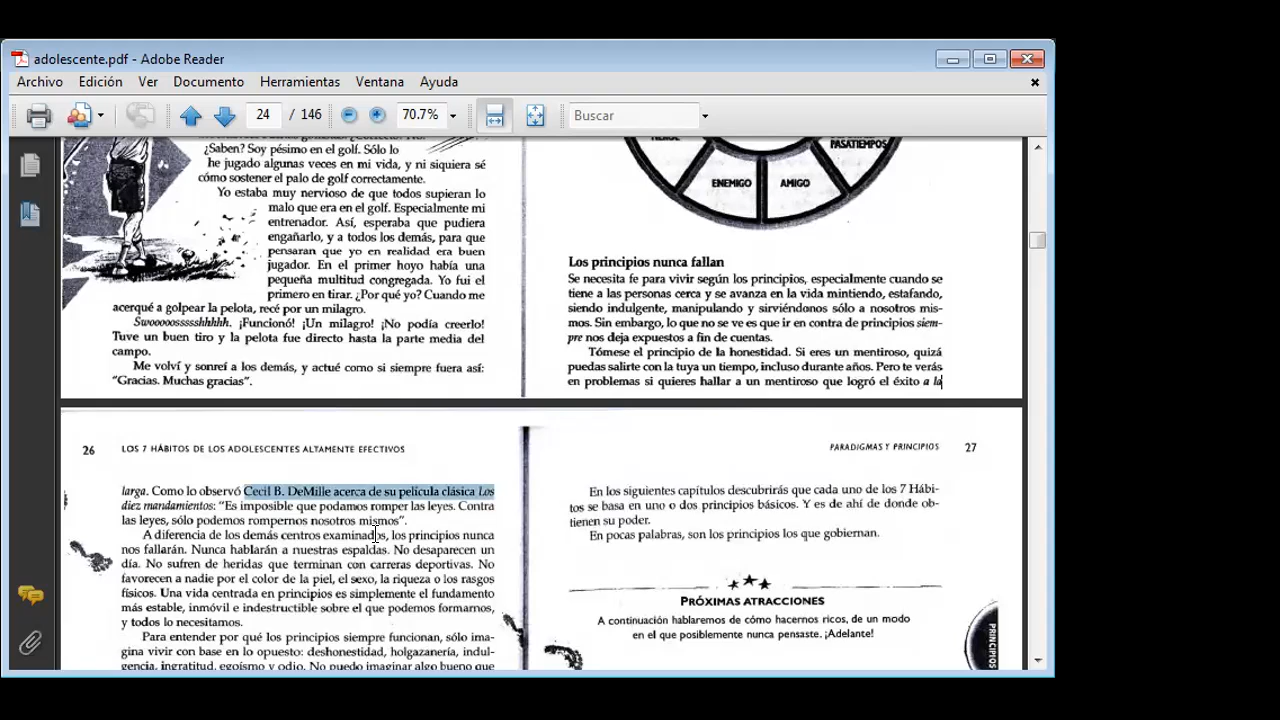 adolescente.pdf - Adobe Reader
Archivo Edición Ver Documento Herramientas Ventana Ayuda
24 / 146 70.7% Buscar
¿Saben? Soy pésimo en el golf. Sólo lo
he jugado algunas veces en mi vida, y ni siquiera sé
cómo sostener el palo de golf correctamente.
Yo estaba muy nervioso de que todos supieran lo
malo que era en el golf. Especialmente mi
entrenador. Así, esperaba que pudiera
engañarlo, y a todos los demás, para que
pensaran que yo en realidad era buen
jugador. En el primer hoyo había una
pequeña multitud congregada. Yo fui el
primero en tirar. ¿Por qué yo? Cuando me
acerqué a golpear la pelota, recé por un milagro.
Swooooosssshhhhh. ¡Funcionó! ¡Un milagro! ¡No podía creerlo!
Tuve un buen tiro y la pelota fue directo hasta la parte media del
campo.
Me volví y sonreí a los demás, y actué como si siempre fuera así:
"Gracias. Muchas gracias".
PASATIEMPOS
ENEMIGO
AMIGO
Los principios nunca fallan
Se necesita fe para vivir según los principios, especialmente cuando se
tiene a las personas cerca y se avanza en la vida mintiendo, estafando,
siendo indulgente, manipulando y sirviéndonos sólo a nosotros mis-
mos. Sin embargo, lo que no se ve es que ir en contra de principios siem-
pre nos deja expuestos a fin de cuentas.
Tómese el principio de la honestidad. Si eres un mentiroso, quizá
puedas salirte con la tuya un tiempo, incluso durante años. Pero te verás
en problemas si quieres hallar a un mentiroso que logró el éxito a la
26 LOS 7 HÁBITOS DE LOS ADOLESCENTES ALTAMENTE EFECTIVOS
larga. Como lo observó Cecil B. DeMille acerca de su película clásica Los
diez mandamientos: "Es imposible que podamos romper las leyes. Contra
las leyes, sólo podemos rompernos nosotros mismos".
A diferencia de los demás centros examinados, los principios nunca
nos fallarán. Nunca hablarán a nuestras espaldas. No desaparecen un
día. No sufren de heridas que terminan con carreras deportivas. No
favorecen a nadie por el color de la piel, el sexo, la riqueza o los rasgos
físicos. Una vida centrada en principios es simplemente el fundamento
más estable, inmóvil e indestructible sobre el que podemos formarnos,
y todos lo necesitamos.
Para entender por qué los principios siempre funcionan, sólo ima-
gina vivir con base en lo opuesto: deshonestidad, holgazanería, indul-
gencia, ingratitud, egoísmo y odio. No puedo imaginar algo bueno que
PARADIGMAS Y PRINCIPIOS 27
En los siguientes capítulos descubrirás que cada uno de los 7 Hábi-
tos se basa en uno o dos principios básicos. Y es de ahí de donde ob-
tienen su poder.
En pocas palabras, son los principios los que gobiernan.
PRÓXIMAS ATRACCIONES
A continuación hablaremos de cómo hacernos ricos, de un modo
en el que posiblemente nunca pensaste. ¡Adelante!
PRINCIPIOS